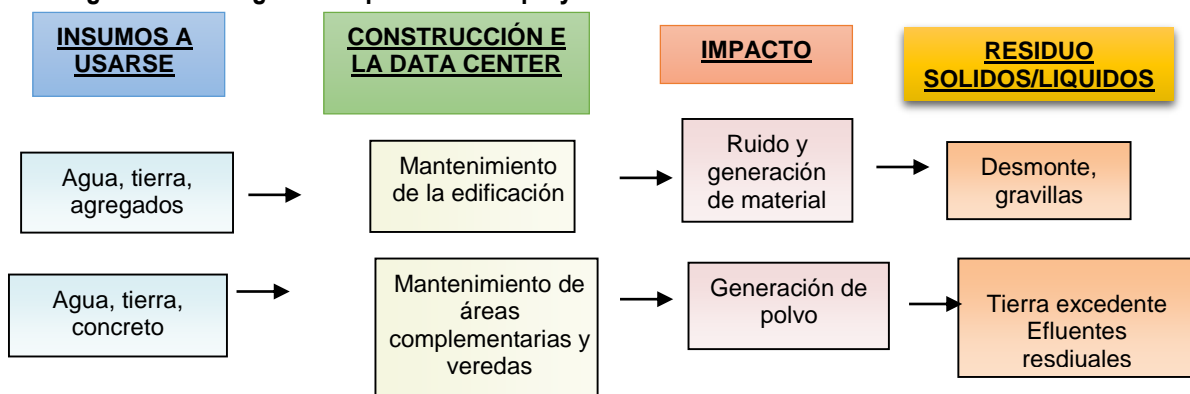 INSUMOS A
USARSE
CONSTRUCCIÓN E
LA DATA CENTER
IMPACTO
RESIDUO
SOLIDOS/LIQUIDOS
Agua, tierra,
agregados
Mantenimiento
de la edificación
Ruido y
generación
de material
Desmonte,
gravillas
Agua, tierra,
concreto
Mantenimiento de
áreas
complementarias y
veredas
Generación de
polvo
Tierra excedente
Efluentes
resdiuales